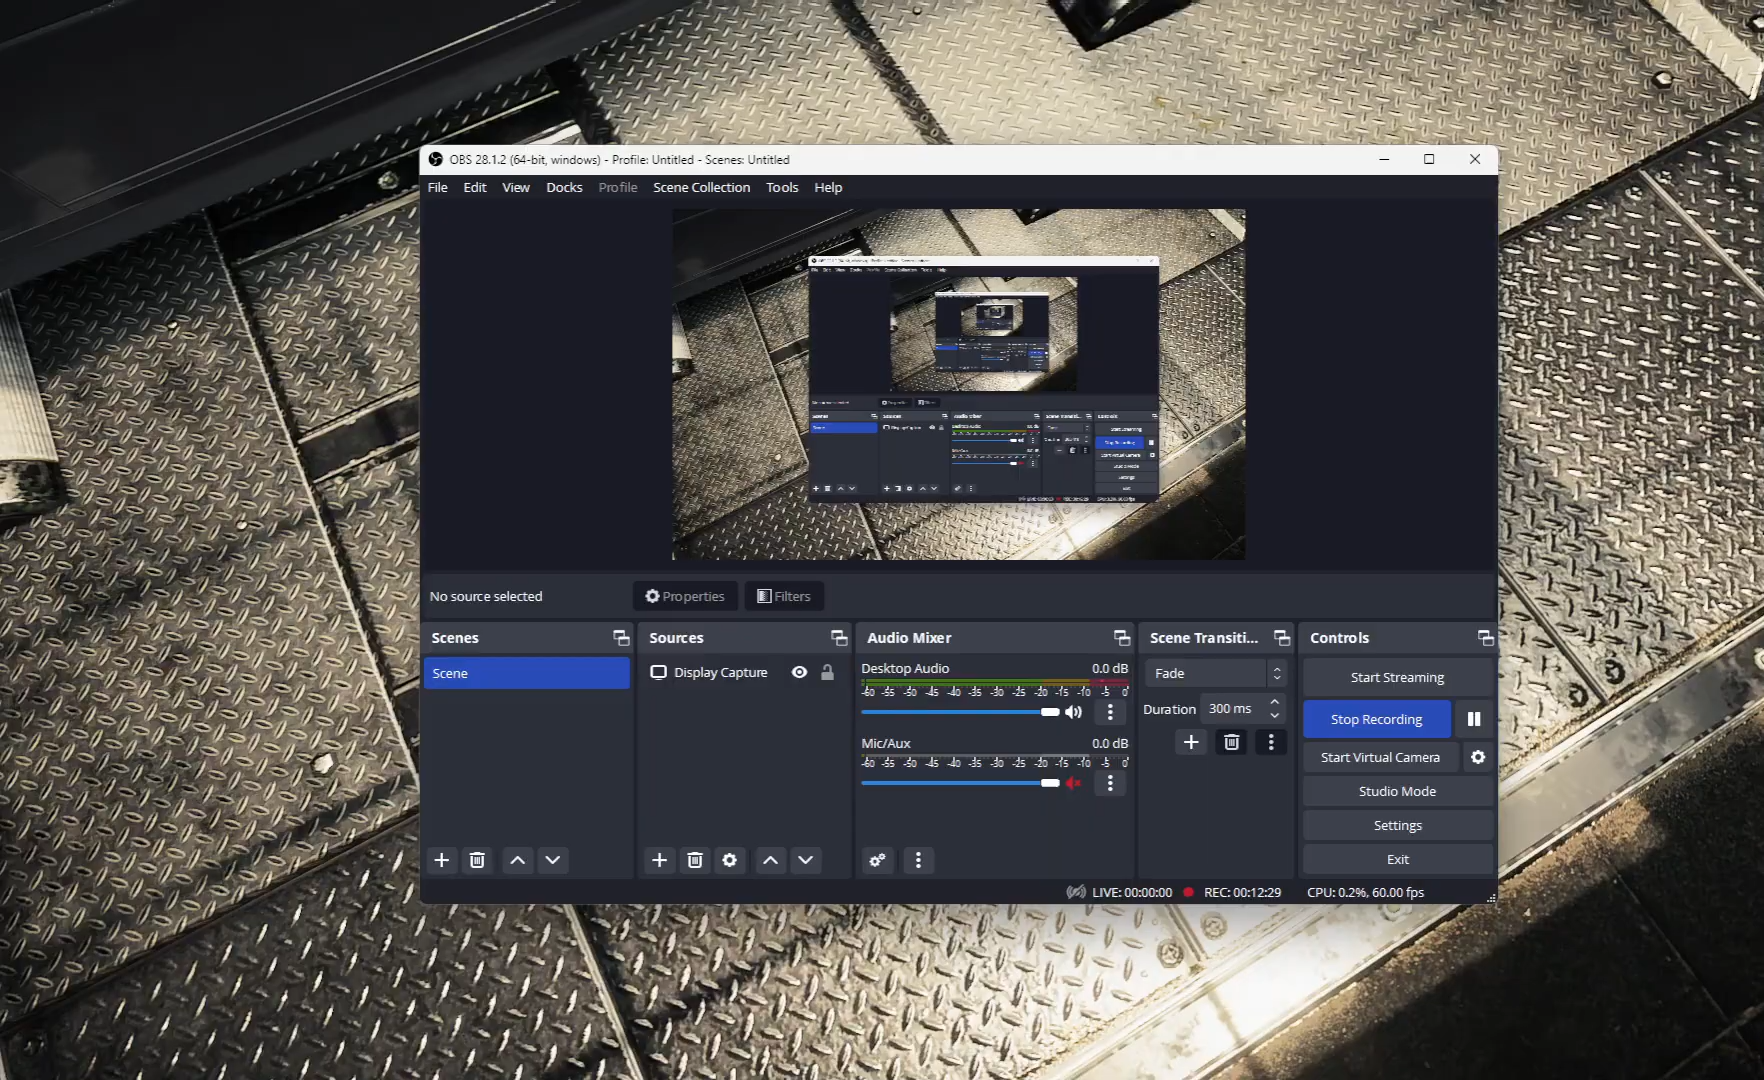 OBS 28.1.2 (64-bit, windows) - Profile: Untitled - Scenes: Untitled
File Edit View Docks Profile Scene Collection Tools Help
No source selected Properties Filters
Scenes Sources Audio Mixer Scene Transiti... Controls
Scene
Display Capture
Desktop Audio 0.0 dB
-60 -55 -50 -45 -40 -35 -30 -25 -20 -15 -10 -5 0
Mic/Aux 0.0 dB
-60 -55 -50 -45 -40 -35 -30 -25 -20 -15 -10 -5 0
Fade
Duration 300 ms
Start Streaming
Stop Recording
Start Virtual Camera
Studio Mode
Settings
Exit
LIVE: 00:00:00 REC: 00:12:29 CPU: 0.2%, 60.00 fps